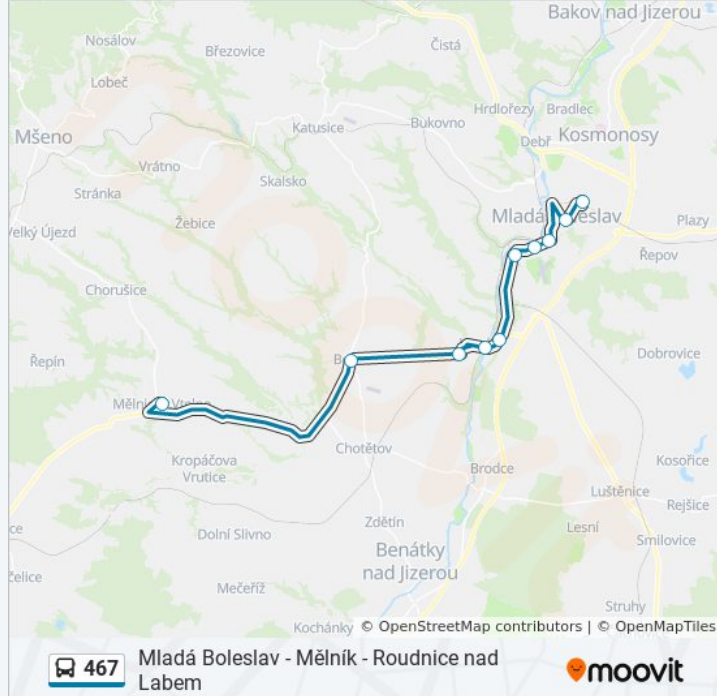 Bakov nad Jizerou
Nosálov
Březovice
Čistá
Lobeč
Hrdlořezy
Bradlec
Katusice
Bukovno
Kosmonosy
Mšeno
Debř
Vrátno
Skalsko
Stránka
Mladá
Plazy
Žebice
Velký Újezd
Řepov
Chorušice
Dobrovice
Řepín
Mělnic
Kosořice
Chotětov
Kropáčova
Vrutice
Brodce
Luštěnice
Rejšice
Lesní
Zdětín
Dolní Slivno
Smilovice
Benátky
nad Jizerou
Mečeříž
Struhy
Kochánky
© OpenStreetMap contributors | © OpenMapTiles
467
Mladá Boleslav - Mělník - Roudnice nad
Labem
moovit